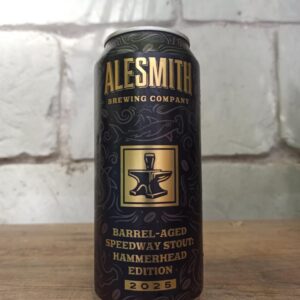 ALESMITH
BREWING COMPANY
BARREL-AGED
SPEEDWAY STOUT:
HAMMERHEAD
EDITION
2025